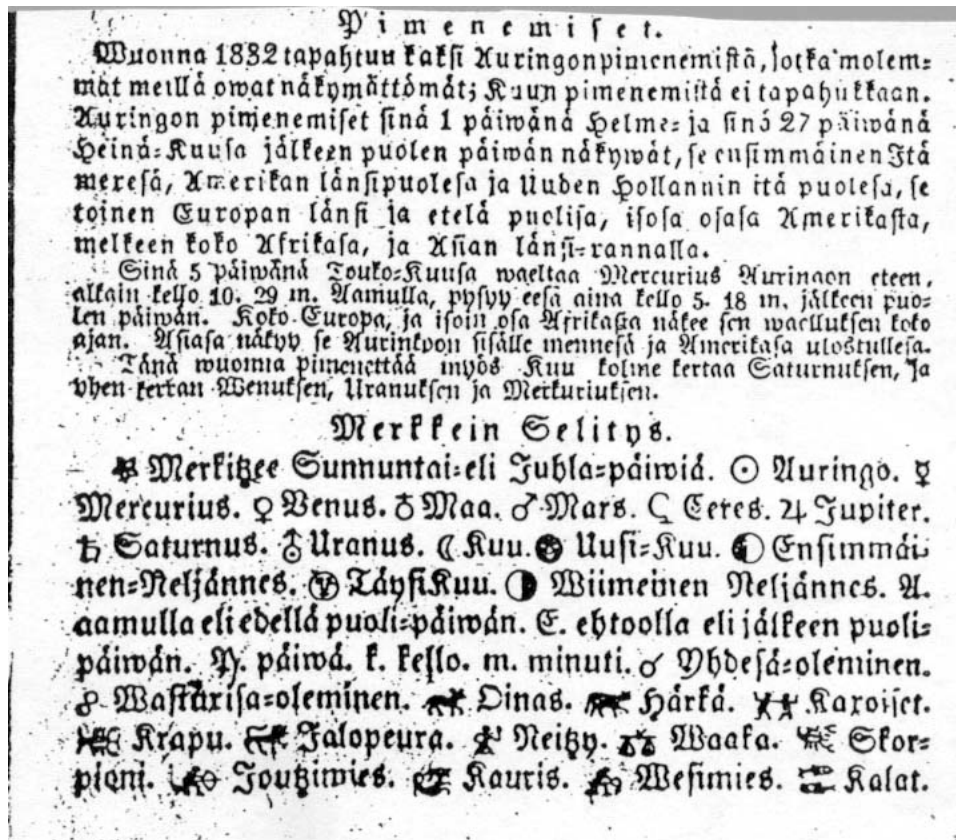 Pimenemiset.
Wuonna 1832 tapahtuu kaksi Auringonpimenemistä, jotka molem=
mat meillä owat näkymättömät; Kuun pimenemistä ei tapahukkaan.
Auringon pimenemiset sinä 1 päiwänä Helme= ja sinä 27 päiwänä
Heinä=Kuusa jälkeen puolen päiwän näkywät, se ensimmäinen Itä
meresä, Amerikan länsipuolesa ja Uuden Hollannin itä puolesa, se
toinen Europan länsi ja etelä puolisa, isosa osasa Amerikasta,
melkeen koko Afrikasa, ja Asian länsi=rannalla.
Sinä 5 päiwänä Touko=Kuusa waeltaa Mercurius Auringon eteen,
alkain kello 10. 29 m. Aamulla, pysyy eesä aina kello 5. 18 m. jälkeen puo=
len päiwän. Koko Europa, ja isoin osa Afrikasta näkee sen waelluksen koko
ajan. Asiasa näkyy se Aurinkoon sisälle mennesä ja Amerikasa ulostullesa.
Tänä wuonna pimenettää myös Kuu kolme kertaa Saturnuksen, ja
yhen kertan Wenuksen, Uranuksen ja Merkuriuksen.
Merkkein Selitys.
Merkitzee Sunnuntai=eli Juhla=päiwiä. ☉ Auringo. ☿
Mercurius. ♀ Venus. ♁ Maa. ♂ Mars. ⚳ Ceres. ♃ Jupiter.
♄ Saturnus. ⛢ Uranus. ☾ Kuu. Uusi=Kuu. Ensimmäi
nen=Neljännes. Täysi Kuu. Wiimeinen Neljännes. A.
aamulla eli edellä puoli=päiwän. E. ehtoolla eli jälkeen puoli=
päiwän. P. päiwä. k. kello. m. minuti. ☌ Yhdesä=oleminen.
☍ Wastaxisa=oleminen. Oinas. Härkä. Kaxoiset.
Krapu. Jalopeura. Neitzy. Waaka. Skor=
pioni. Joutzimies. Kauris. Wesimies. Kalat.